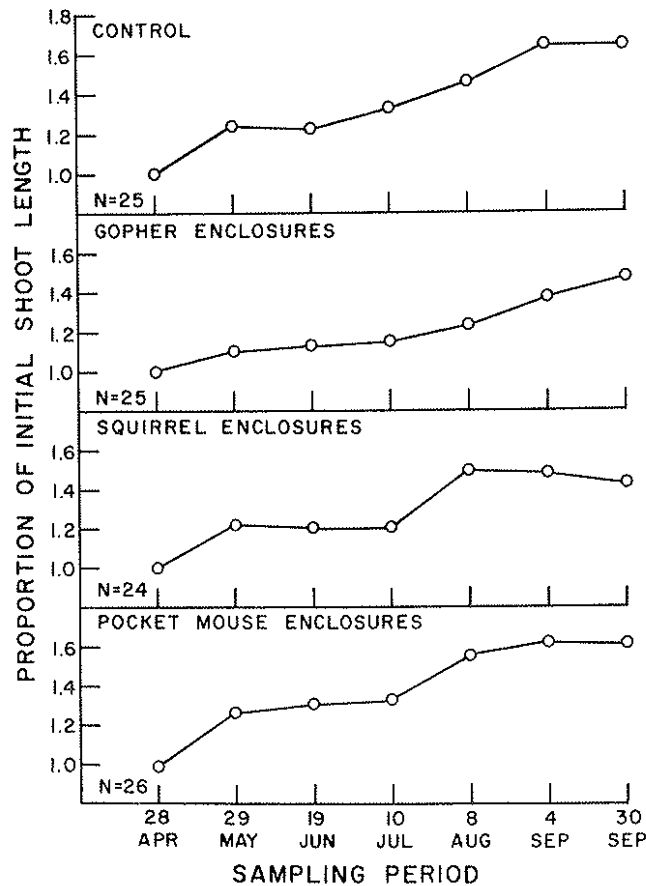 PROPORTION OF INITIAL SHOOT LENGTH
1.8
CONTROL
1.6
1.4
1.2
1.0
N=25
GOPHER ENCLOSURES
1.6
1.4
1.2
1.0
N=25
SQUIRREL ENCLOSURES
1.6
1.4
1.2
1.0
N=24
POCKET MOUSE ENCLOSURES
1.6
1.4
1.2
1.0
N=26
28 29 19 10 8 4 30
APR MAY JUN JUL AUG SEP SEP
SAMPLING PERIOD